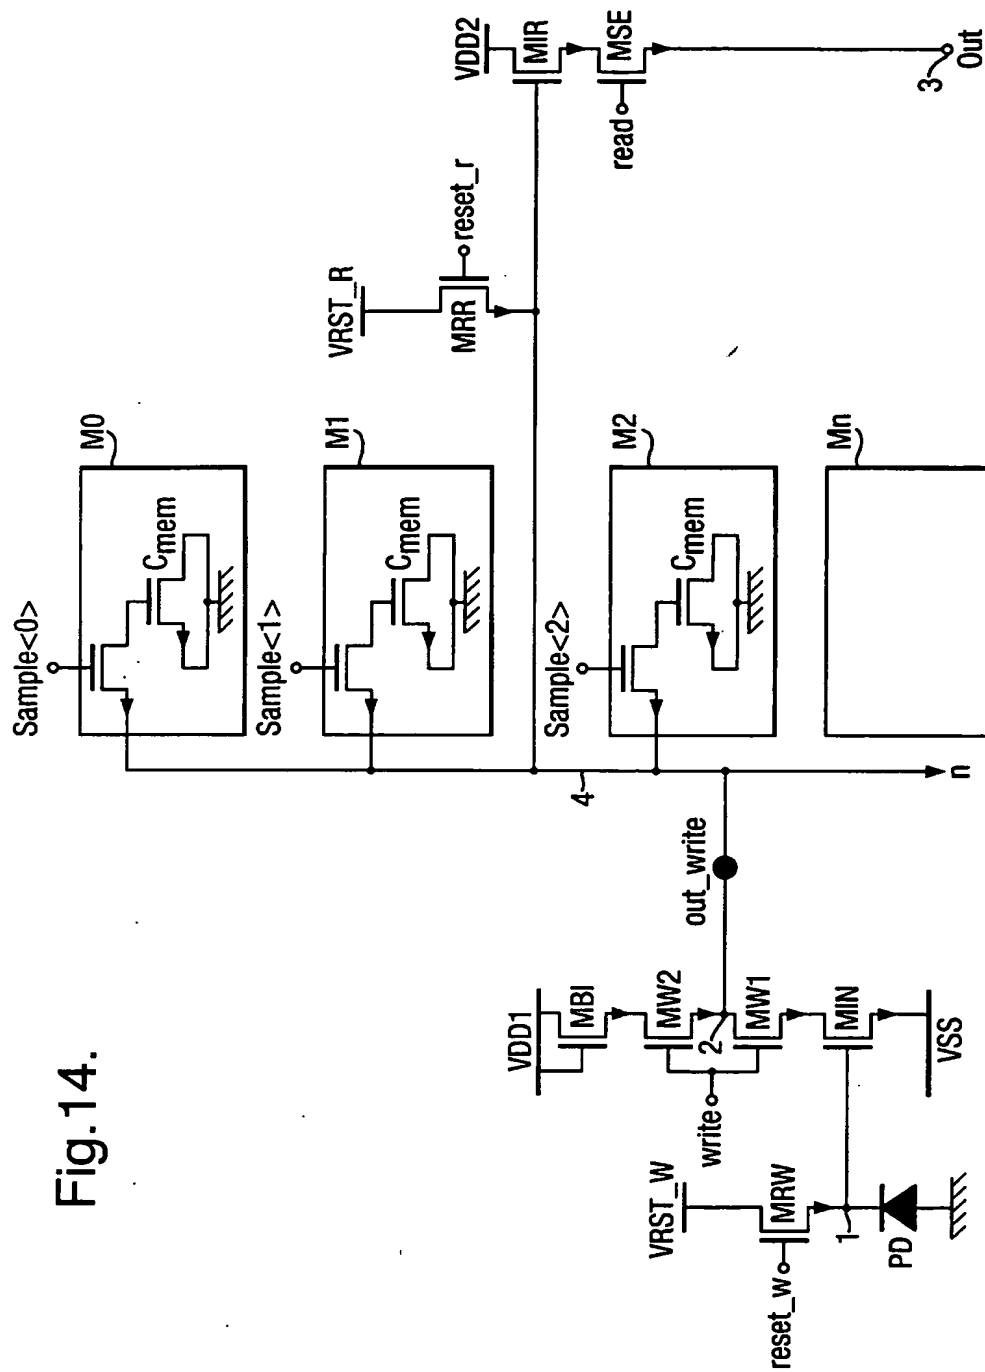 Fig.14.
Sample<0>
M0
Cmem
Sample<1>
M1
Cmem
Sample<2>
M2
Cmem
Mn
VRST_R
MRR
reset_r
VDD2
MIR
MSE
read
3
Out
4
n
out_write
VDD1
MBI
MW2
2
MW1
write
MIN
VSS
VRST_W
MRW
reset_w
1
PD